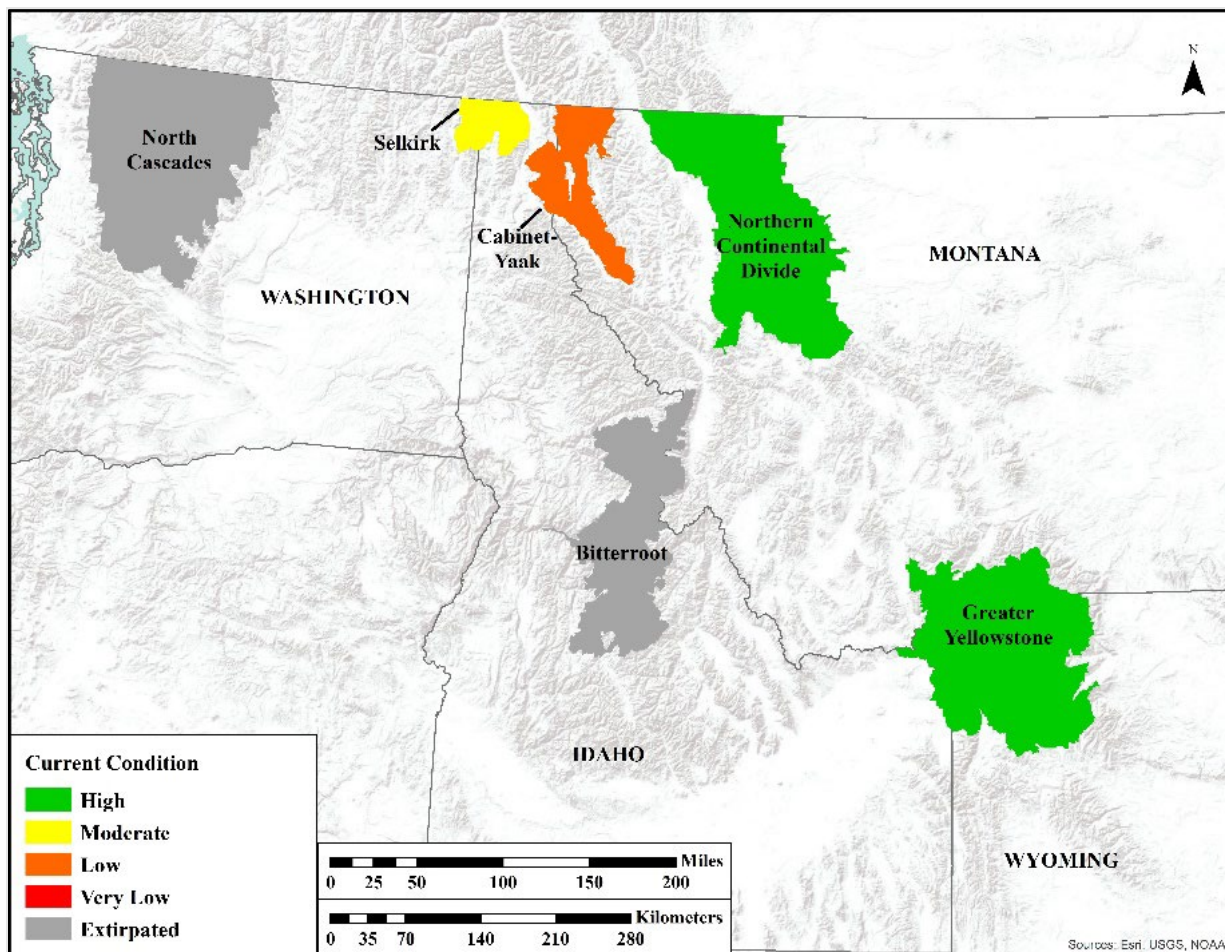 N
North
Cascades
Selkirk
Cabinet-
Yaak
Northern
Continental
Divide
MONTANA
WASHINGTON
Bitterroot
Greater
Yellowstone
IDAHO
WYOMING
Current Condition
High
Moderate
Low
Very Low
Extirpated
Miles
0 25 50 100 150 200
Kilometers
0 35 70 140 210 280
Sources: Esri, USGS, NOAA